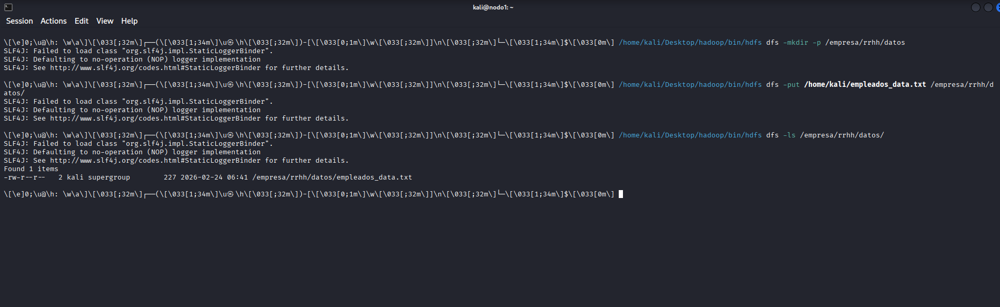 kali@nodo1: ~
Session Actions Edit View Help
\[\e]0;\u@\h: \w\a\]\[\033[;32m\]┌──(\[\033[1;34m\]\u㉿\h\[\033[;32m\])-[\[\033[0;1m\]\w\[\033[;32m\]]\n\[\033[;32m\]└─\[\033[1;34m\]$\[\033[0m\] /home/kali/Desktop/hadoop/bin/hdfs dfs -mkdir -p /empresa/rrhh/datos
SLF4J: Failed to load class "org.slf4j.impl.StaticLoggerBinder".
SLF4J: Defaulting to no-operation (NOP) logger implementation
SLF4J: See http://www.slf4j.org/codes.html#StaticLoggerBinder for further details.
\[\e]0;\u@\h: \w\a\]\[\033[;32m\]┌──(\[\033[1;34m\]\u㉿\h\[\033[;32m\])-[\[\033[0;1m\]\w\[\033[;32m\]]\n\[\033[;32m\]└─\[\033[1;34m\]$\[\033[0m\] /home/kali/Desktop/hadoop/bin/hdfs dfs -put /home/kali/empleados_data.txt /empresa/rrhh/d
atos/
SLF4J: Failed to load class "org.slf4j.impl.StaticLoggerBinder".
SLF4J: Defaulting to no-operation (NOP) logger implementation
SLF4J: See http://www.slf4j.org/codes.html#StaticLoggerBinder for further details.
\[\e]0;\u@\h: \w\a\]\[\033[;32m\]┌──(\[\033[1;34m\]\u㉿\h\[\033[;32m\])-[\[\033[0;1m\]\w\[\033[;32m\]]\n\[\033[;32m\]└─\[\033[1;34m\]$\[\033[0m\] /home/kali/Desktop/hadoop/bin/hdfs dfs -ls /empresa/rrhh/datos/
SLF4J: Failed to load class "org.slf4j.impl.StaticLoggerBinder".
SLF4J: Defaulting to no-operation (NOP) logger implementation
SLF4J: See http://www.slf4j.org/codes.html#StaticLoggerBinder for further details.
Found 1 items
-rw-r--r--   2 kali supergroup        227 2026-02-24 06:41 /empresa/rrhh/datos/empleados_data.txt
\[\e]0;\u@\h: \w\a\]\[\033[;32m\]┌──(\[\033[1;34m\]\u㉿\h\[\033[;32m\])-[\[\033[0;1m\]\w\[\033[;32m\]]\n\[\033[;32m\]└─\[\033[1;34m\]$\[\033[0m\]